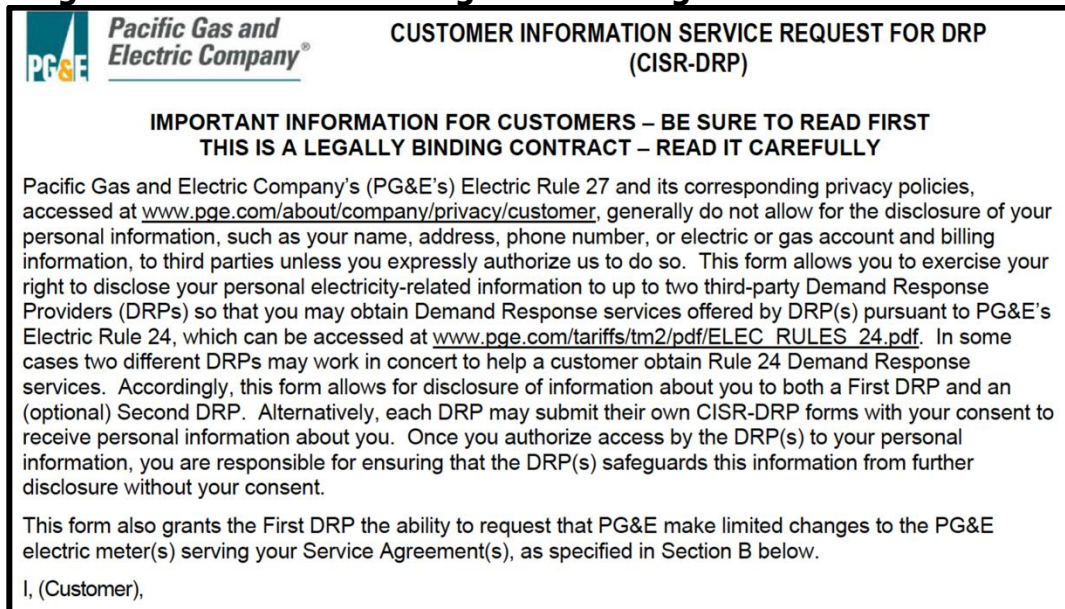 Pacific Gas and
Electric Company®
PG&E
CUSTOMER INFORMATION SERVICE REQUEST FOR DRP
(CISR-DRP)
IMPORTANT INFORMATION FOR CUSTOMERS – BE SURE TO READ FIRST
THIS IS A LEGALLY BINDING CONTRACT – READ IT CAREFULLY
Pacific Gas and Electric Company's (PG&E's) Electric Rule 27 and its corresponding privacy policies,
accessed at www.pge.com/about/company/privacy/customer, generally do not allow for the disclosure of your
personal information, such as your name, address, phone number, or electric or gas account and billing
information, to third parties unless you expressly authorize us to do so. This form allows you to exercise your
right to disclose your personal electricity-related information to up to two third-party Demand Response
Providers (DRPs) so that you may obtain Demand Response services offered by DRP(s) pursuant to PG&E's
Electric Rule 24, which can be accessed at www.pge.com/tariffs/tm2/pdf/ELEC_RULES_24.pdf. In some
cases two different DRPs may work in concert to help a customer obtain Rule 24 Demand Response
services. Accordingly, this form allows for disclosure of information about you to both a First DRP and an
(optional) Second DRP. Alternatively, each DRP may submit their own CISR-DRP forms with your consent to
receive personal information about you. Once you authorize access by the DRP(s) to your personal
information, you are responsible for ensuring that the DRP(s) safeguards this information from further
disclosure without your consent.
This form also grants the First DRP the ability to request that PG&E make limited changes to the PG&E
electric meter(s) serving your Service Agreement(s), as specified in Section B below.
I, (Customer),